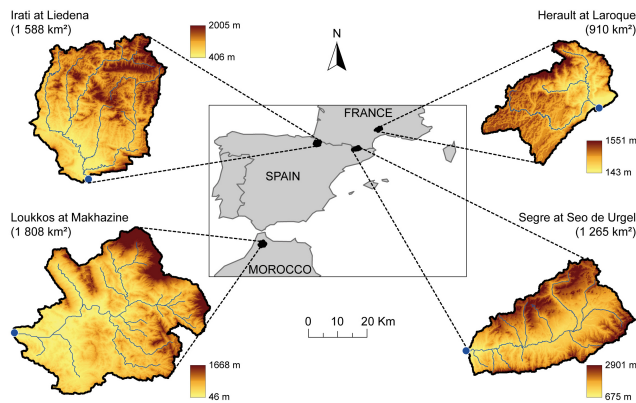 Irati at Liedena
(1 588 km²)
2005 m
406 m
N
Herault at Laroque
(910 km²)
1551 m
143 m
FRANCE
SPAIN
MOROCCO
Loukkos at Makhazine
(1 808 km²)
1668 m
46 m
0 10 20 Km
Segre at Seo de Urgel
(1 265 km²)
2901 m
675 m